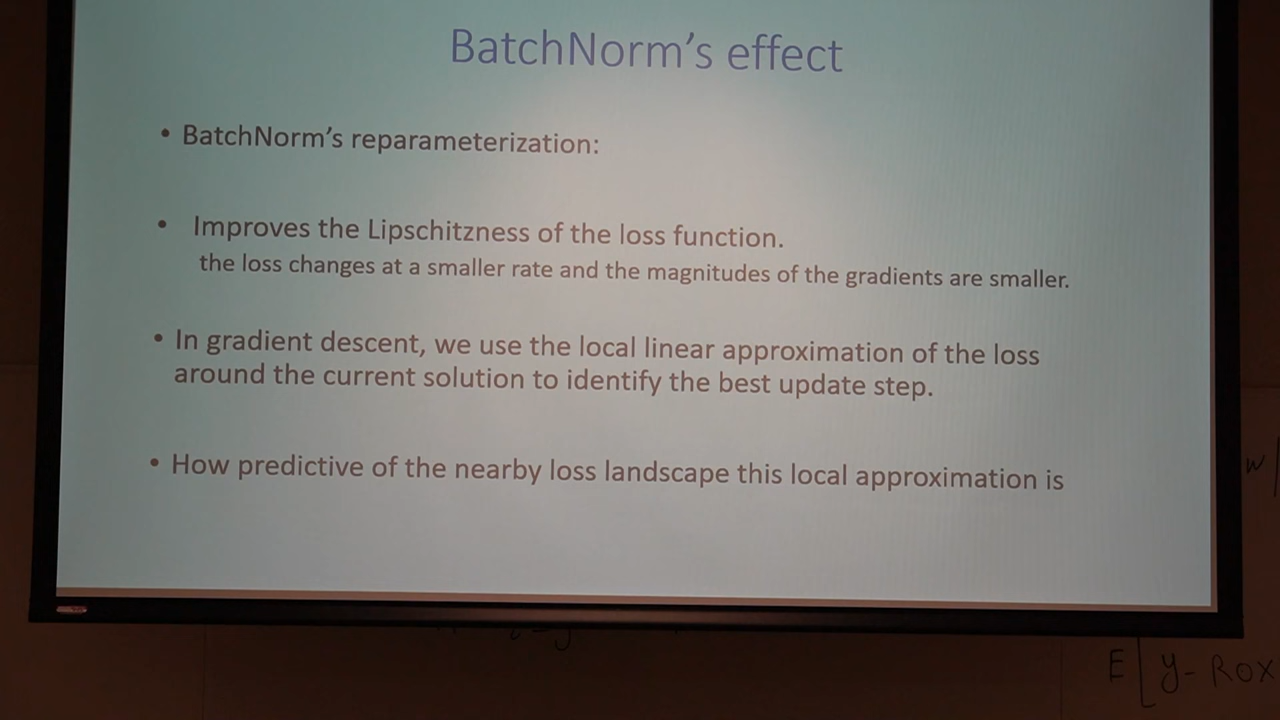 BatchNorm's effect
• BatchNorm's reparameterization:
• Improves the Lipschitzness of the loss function.
the loss changes at a smaller rate and the magnitudes of the gradients are smaller.
• In gradient descent, we use the local linear approximation of the loss
around the current solution to identify the best update step.
• How predictive of the nearby loss landscape this local approximation is
w
E[y-Rox